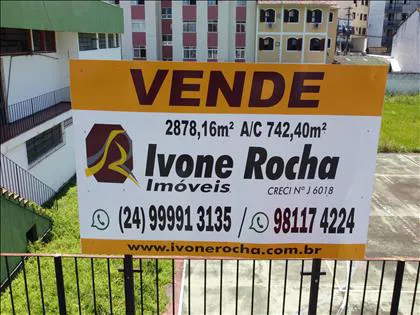 VENDE
2878,16m² A/C 742,40m²
Ivone Rocha
Imóveis CRECI Nº J 6018
(24) 99991 3135 / 98117 4224
www.ivonerocha.com.br